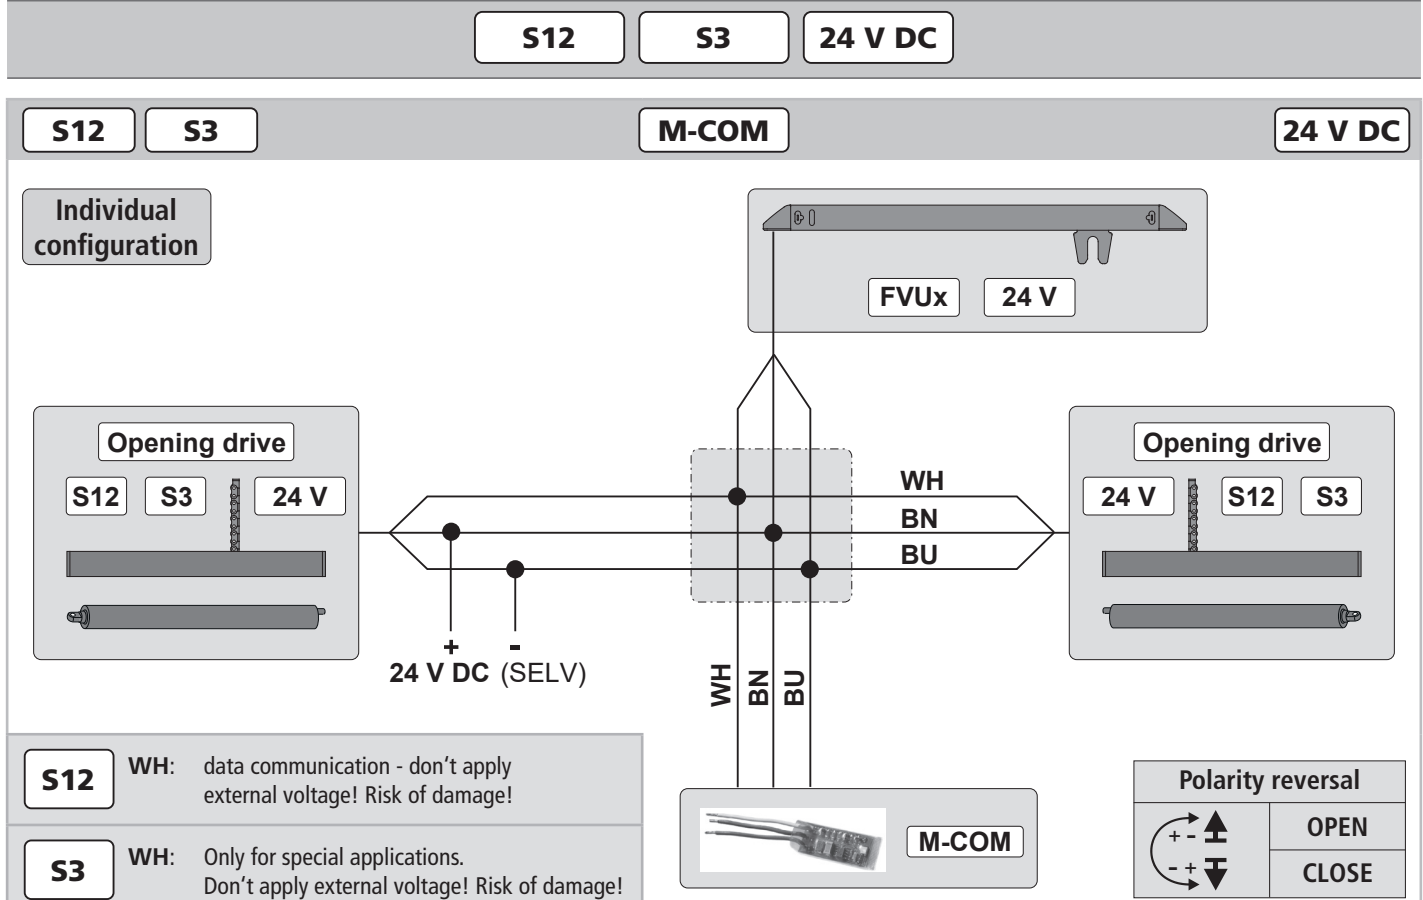 S12 S3 24 V DC
S12 S3 M-COM 24 V DC
Individual
configuration
FVUx 24 V
Opening drive
S12 S3 24 V
Opening drive
24 V S12 S3
WH
BN
BU
+ -
24 V DC (SELV)
WH
BN
BU
S12 WH: data communication - don't apply
external voltage! Risk of damage!
S3 WH: Only for special applications.
Don't apply external voltage! Risk of damage!
M-COM
Polarity reversal
+ - OPEN
- + CLOSE